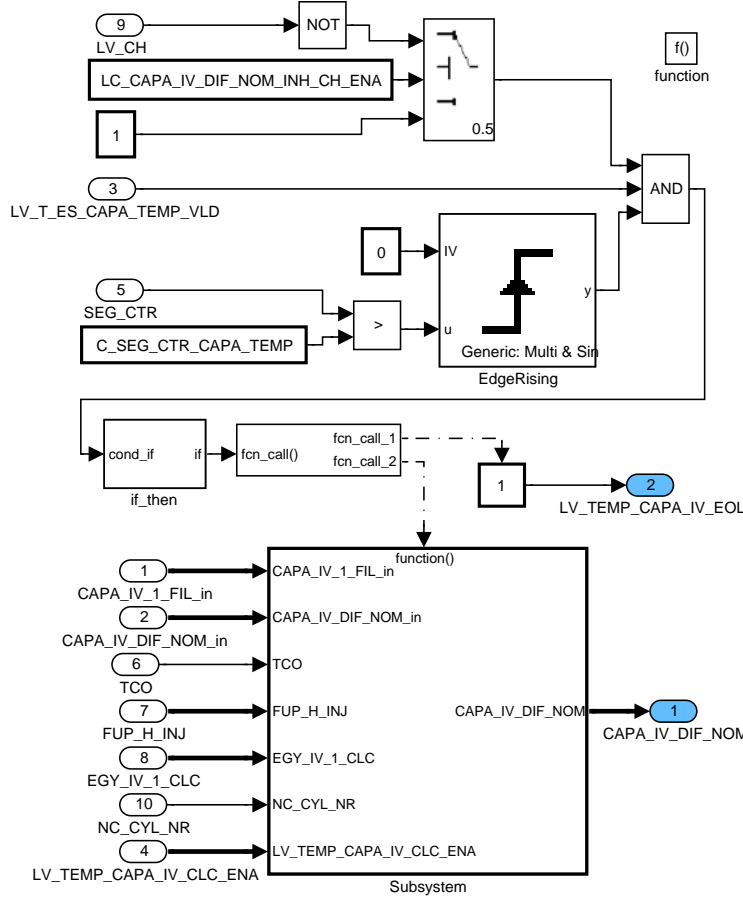 9
LV_CH
NOT
LC_CAPA_IV_DIF_NOM_INH_CH_ENA
1
0.5
f()
function
3
LV_T_ES_CAPA_TEMP_VLD
AND
0
IV
y
u
Generic: Multi & Sin
EdgeRising
5
SEG_CTR
C_SEG_CTR_CAPA_TEMP
>
cond_if
if
if_then
fcn_call()
fcn_call_1
fcn_call_2
1
2
LV_TEMP_CAPA_IV_EOL
function()
1
CAPA_IV_1_FIL_in
CAPA_IV_1_FIL_in
2
CAPA_IV_DIF_NOM_in
CAPA_IV_DIF_NOM_in
6
TCO
TCO
7
FUP_H_INJ
FUP_H_INJ
8
EGY_IV_1_CLC
EGY_IV_1_CLC
10
NC_CYL_NR
NC_CYL_NR
4
LV_TEMP_CAPA_IV_CLC_ENA
LV_TEMP_CAPA_IV_CLC_ENA
CAPA_IV_DIF_NOM
1
CAPA_IV_DIF_NOM
Subsystem